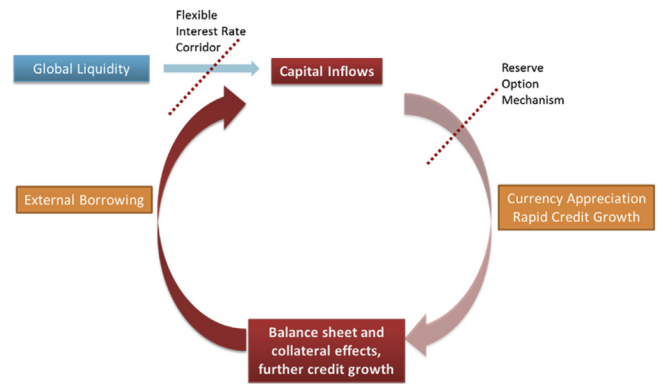 Flexible
Interest Rate
Corridor
Global Liquidity
Capital Inflows
Reserve
Option
Mechanism
External Borrowing
Currency Appreciation
Rapid Credit Growth
Balance sheet and
collateral effects,
further credit growth